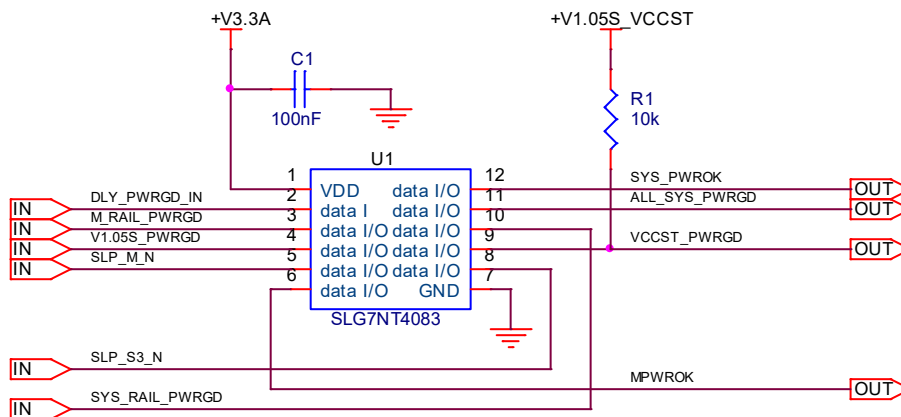 +V3.3A
+V1.05S_VCCST
C1
100nF
R1
10k
U1
1 VDD data I/O 12 SYS_PWROK OUT
IN DLY_PWRGD_IN 2 data I data I/O 11 ALL_SYS_PWRGD OUT
IN M_RAIL_PWRGD 3 data I/O data I/O 10
IN V1.05S_PWRGD 4 data I/O data I/O 9 VCCST_PWRGD OUT
IN SLP_M_N 5 data I/O data I/O 8
6 data I/O GND 7
SLG7NT4083
IN SLP_S3_N
MPWROK OUT
IN SYS_RAIL_PWRGD